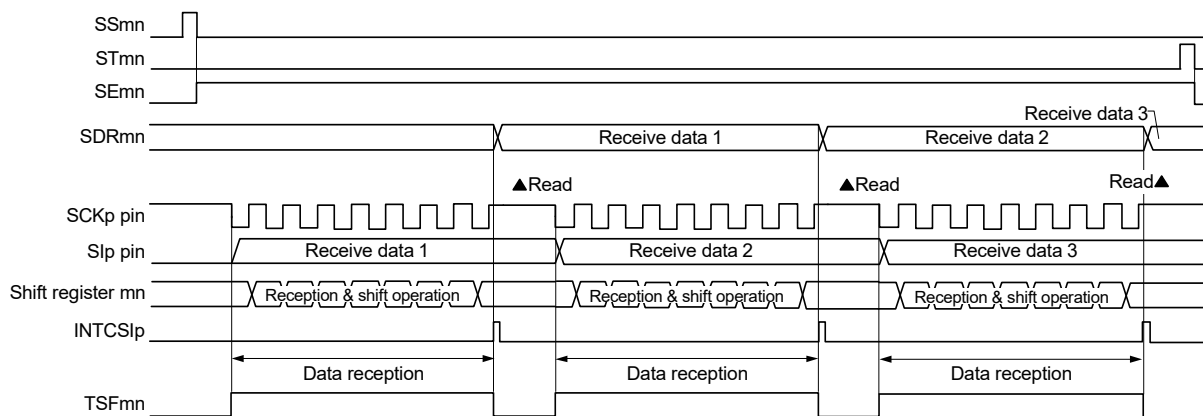 SSmn
STmn
SEmn
Receive data 3
SDRmn Receive data 1 Receive data 2
▲Read ▲Read Read▲
SCKp pin
SIp pin Receive data 1 Receive data 2 Receive data 3
Shift register mn Reception & shift operation Reception & shift operation Reception & shift operation
INTCSIp
Data reception Data reception Data reception
TSFmn